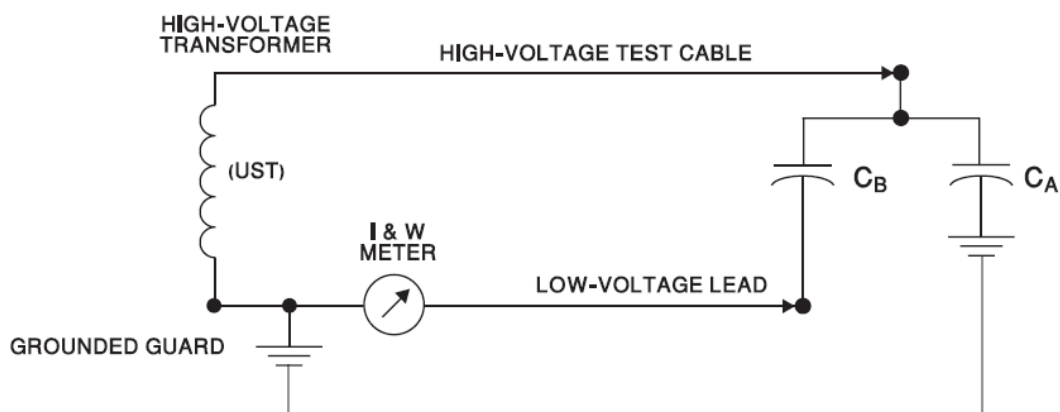 HIGH-VOLTAGE
TRANSFORMER
HIGH-VOLTAGE TEST CABLE
(UST)
C_B
C_A
I & W
METER
LOW-VOLTAGE LEAD
GROUNDED GUARD